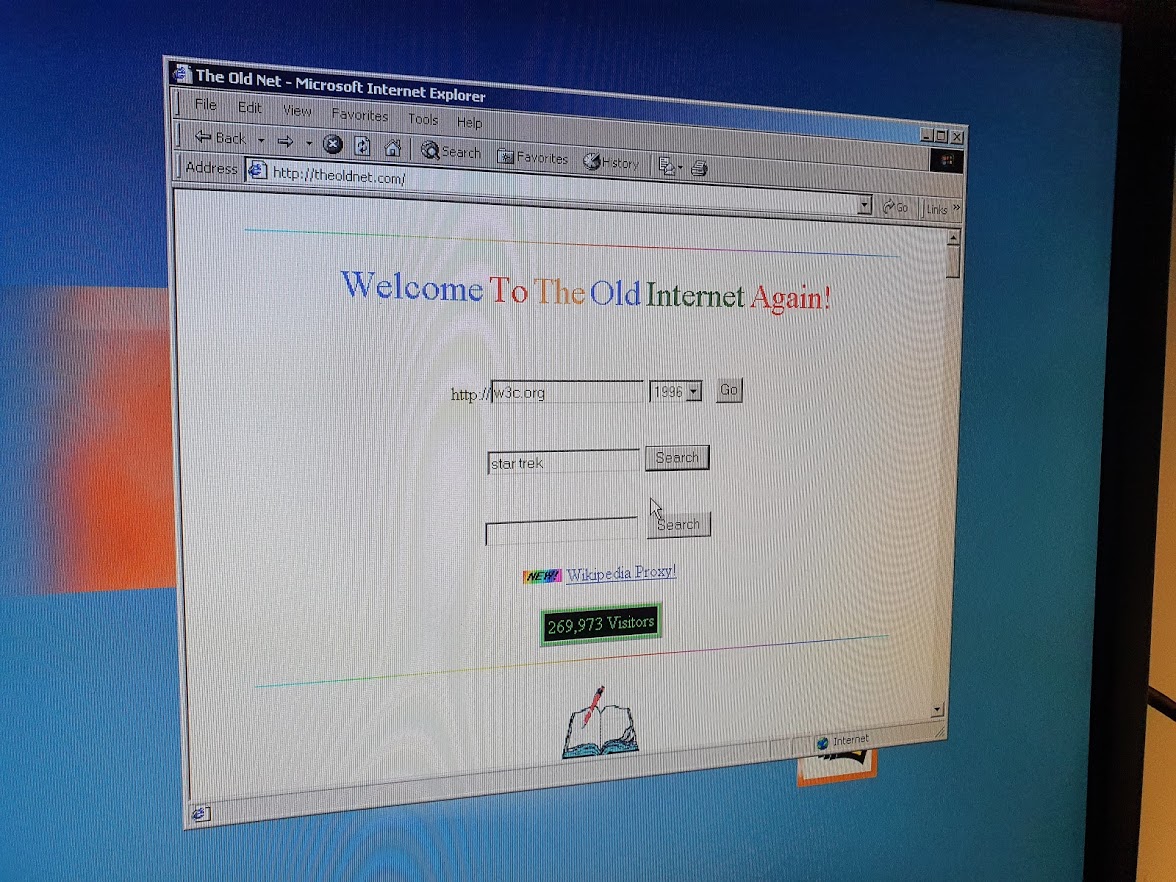 The Old Net - Microsoft Internet Explorer
File Edit View Favorites Tools Help
Back Search Favorites History
Address http://theoldnet.com/ Go Links »
Welcome To The Old Internet Again!
http:// w3c.org 1996 Go
star trek Search
Search
NEW! Wikipedia Proxy!
269,973 Visitors
Internet